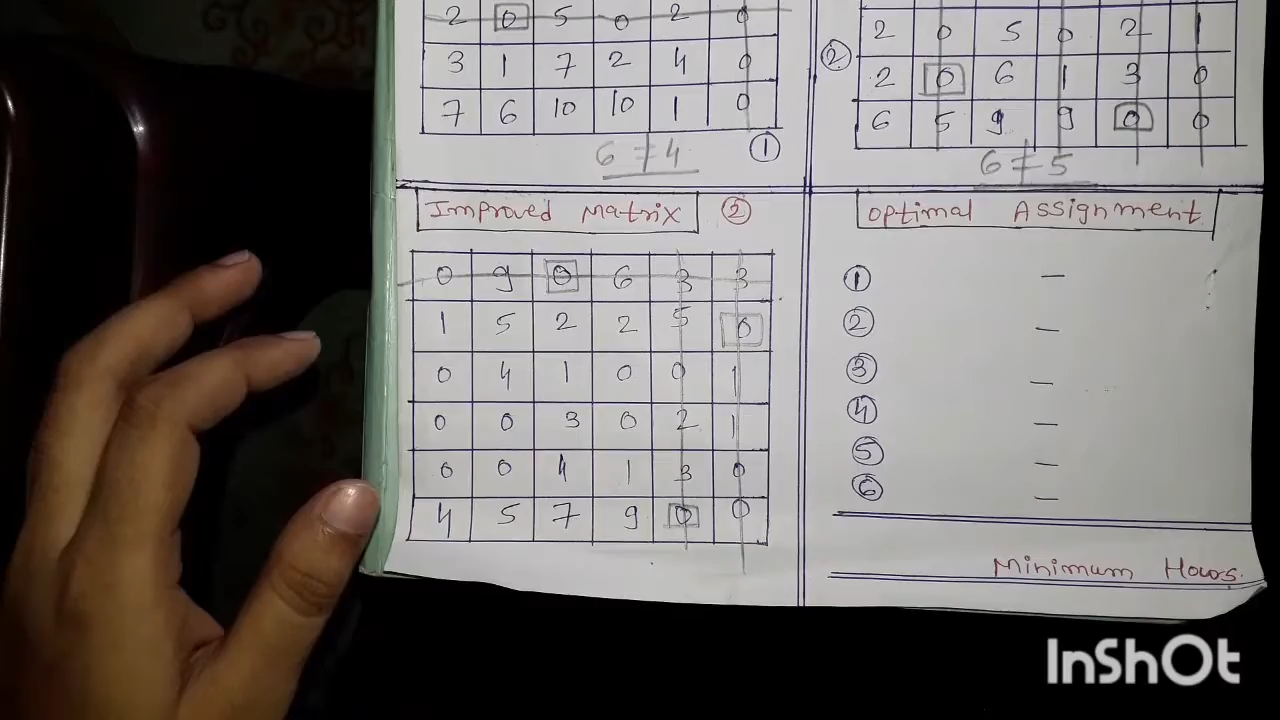 2 0 5 0 2 0
3 1 7 2 4 0
7 6 10 10 1 0
6 ≠ 4 ①
2 0 5 0 2 1
② 2 0 6 1 3 0
6 5 9 9 0 0
6 ≠ 5
Improved Matrix ②
0 9 0 6 3 3
1 5 2 2 5 0
0 4 1 0 0 1
0 0 3 0 2 1
0 0 4 1 3 0
4 5 7 9 0 0
Optimal Assignment
① —
② —
③ —
④ —
⑤ —
⑥ —
Minimum Hours.
InShOt